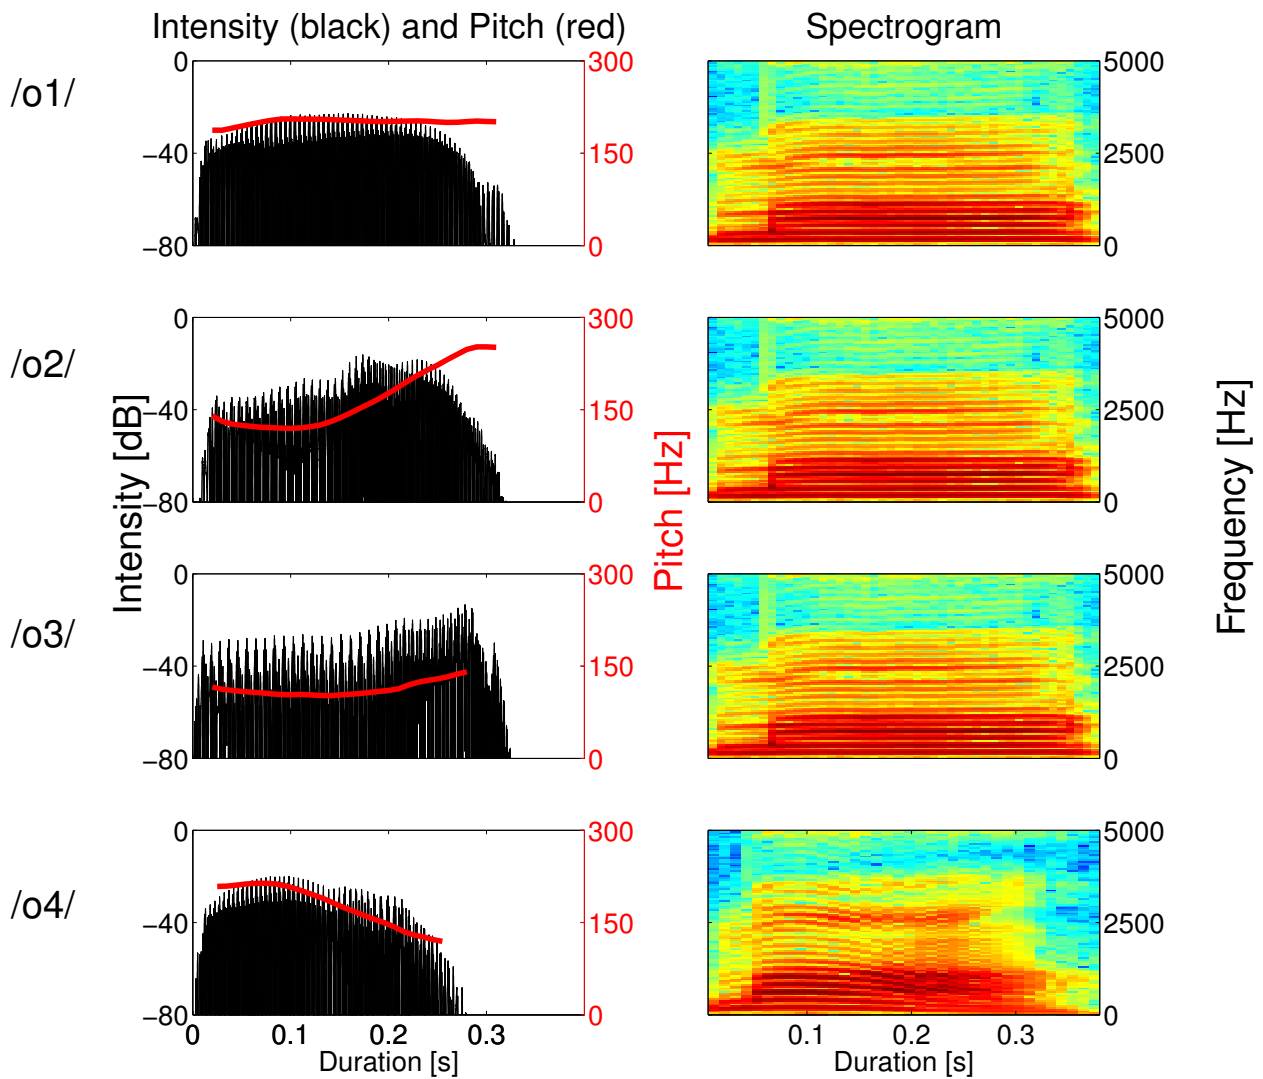 Intensity (black) and Pitch (red)
Spectrogram
/o1/
0
−40
−80
300
150
0
5000
2500
0
/o2/
0
−40
−80
300
150
0
5000
2500
0
Intensity [dB]
Pitch [Hz]
Frequency [Hz]
/o3/
0
−40
−80
300
150
0
5000
2500
0
/o4/
0
−40
−80
300
150
0
5000
2500
0
0 0.1 0.2 0.3
Duration [s]
0.1 0.2 0.3
Duration [s]